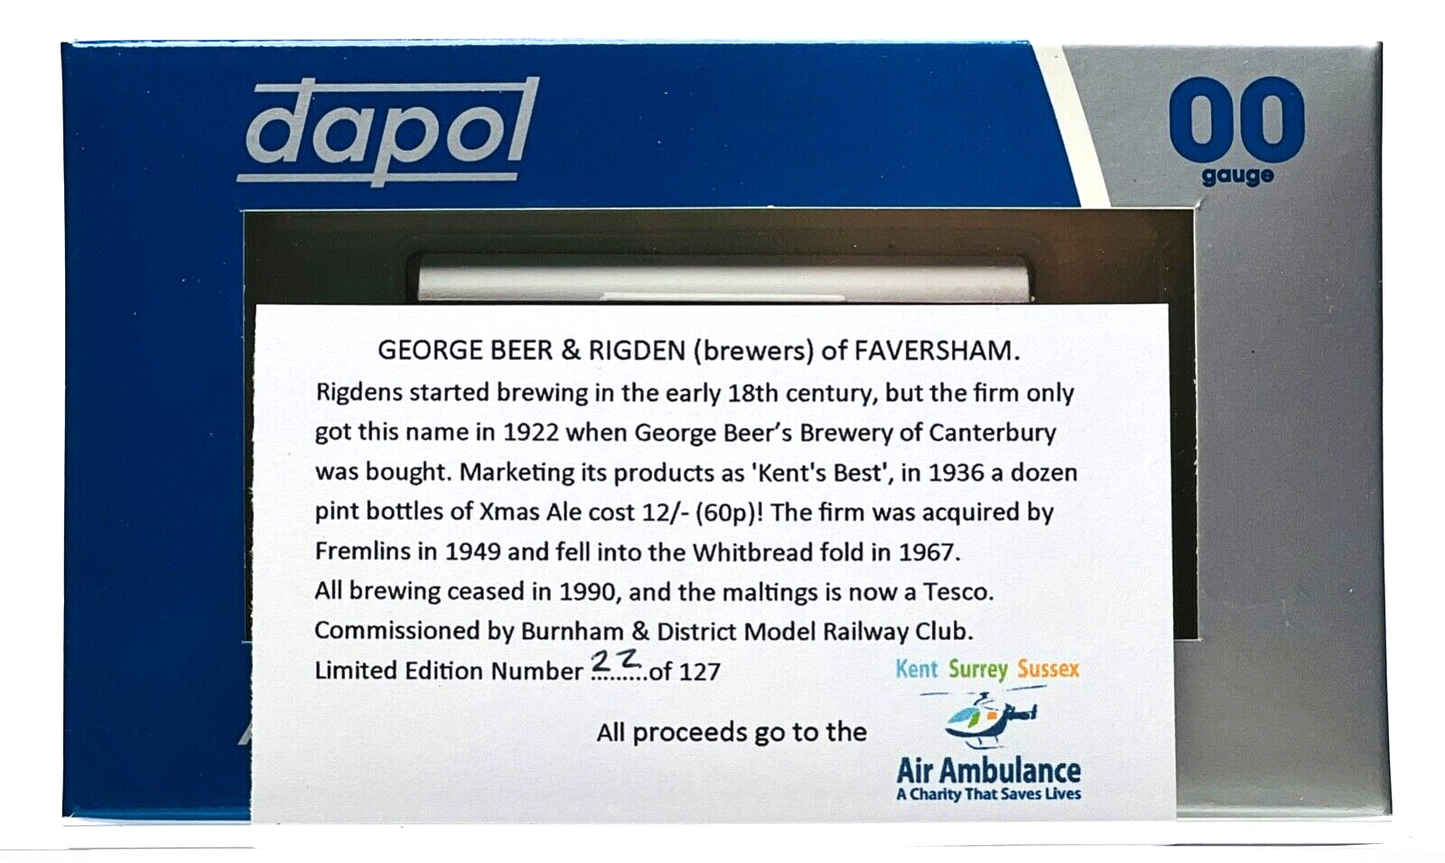 dapol
00
gauge
GEORGE BEER & RIGDEN (brewers) of FAVERSHAM.
Rigdens started brewing in the early 18th century, but the firm only
got this name in 1922 when George Beer’s Brewery of Canterbury
was bought. Marketing its products as 'Kent's Best', in 1936 a dozen
pint bottles of Xmas Ale cost 12/- (60p)! The firm was acquired by
Fremlins in 1949 and fell into the Whitbread fold in 1967.
All brewing ceased in 1990, and the maltings is now a Tesco.
Commissioned by Burnham & District Model Railway Club.
Limited Edition Number ...22...of 127
Kent Surrey Sussex
All proceeds go to the
Air Ambulance
A Charity That Saves Lives